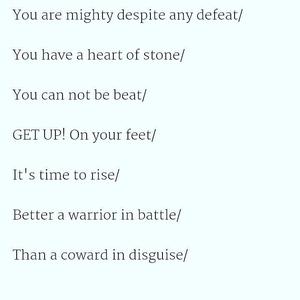 You are mighty despite any defeat/
You have a heart of stone/
You can not be beat/
GET UP! On your feet/
It's time to rise/
Better a warrior in battle/
Than a coward in disguise/